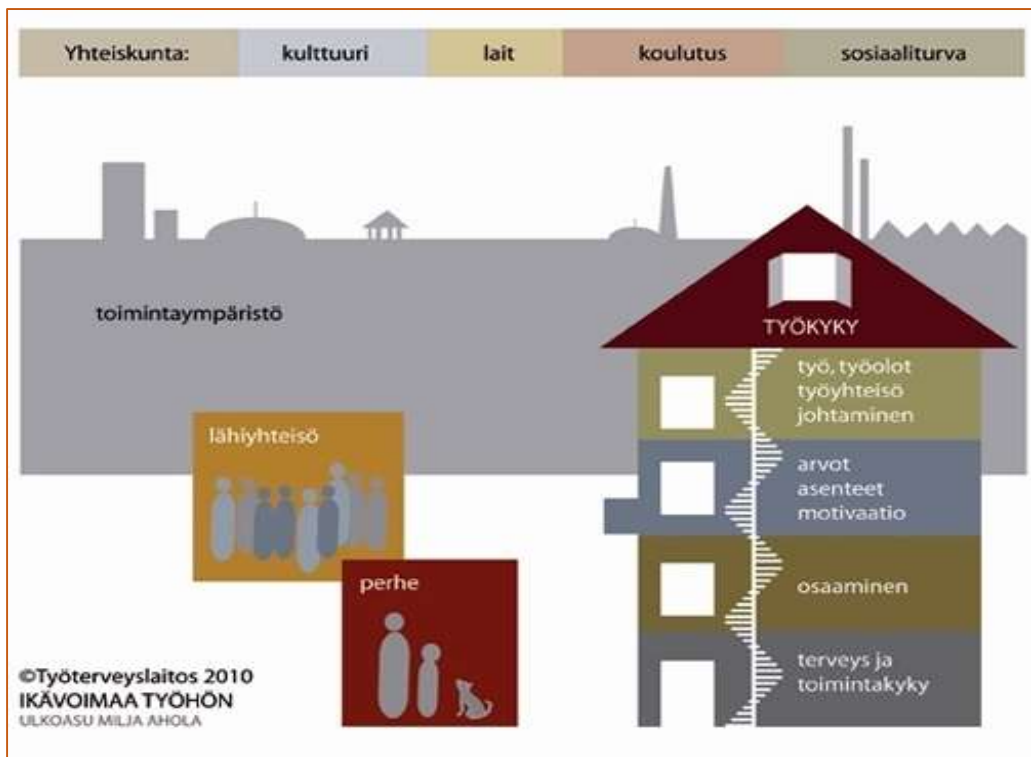 Yhteiskunta: kulttuuri lait koulutus sosiaaliturva
toimintaympäristö
TYÖKYKY
työ, työolot
työyhteisö
johtaminen
lähiyhteisö
arvot
asenteet
motivaatio
perhe
osaaminen
terveys ja
toimintakyky
©Työterveyslaitos 2010
IKÄVOIMAA TYÖHÖN
ULKOASU MILJA AHOLA